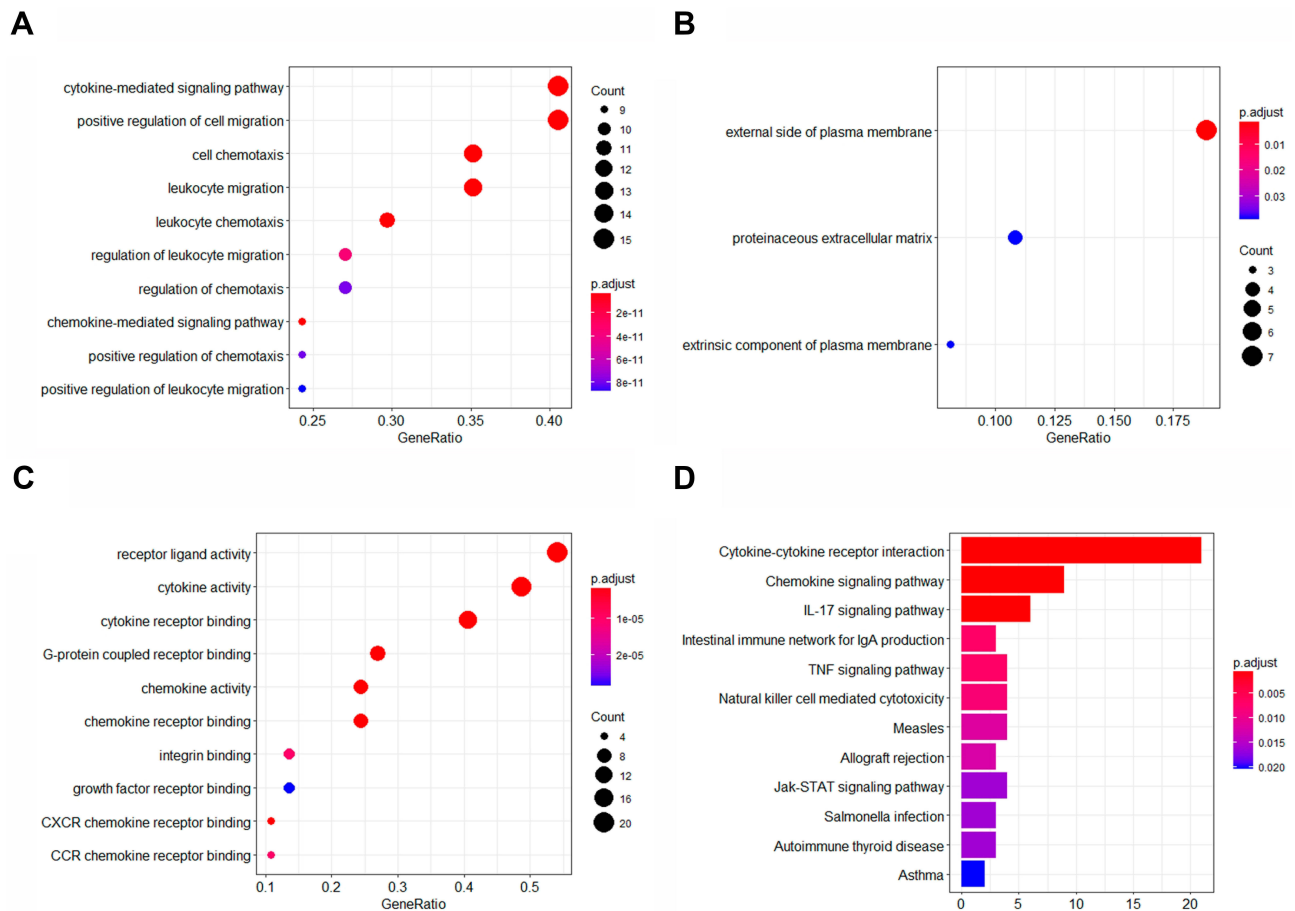 A
cytokine-mediated signaling pathway
positive regulation of cell migration
cell chemotaxis
leukocyte migration
leukocyte chemotaxis
regulation of leukocyte migration
regulation of chemotaxis
chemokine-mediated signaling pathway
positive regulation of chemotaxis
positive regulation of leukocyte migration
0.25 0.30 0.35 0.40
GeneRatio
Count
9
10
11
12
13
14
15
p.adjust
2e-11
4e-11
6e-11
8e-11
B
external side of plasma membrane
proteinaceous extracellular matrix
extrinsic component of plasma membrane
0.100 0.125 0.150 0.175
GeneRatio
p.adjust
0.01
0.02
0.03
Count
3
4
5
6
7
C
receptor ligand activity
cytokine activity
cytokine receptor binding
G-protein coupled receptor binding
chemokine activity
chemokine receptor binding
integrin binding
growth factor receptor binding
CXCR chemokine receptor binding
CCR chemokine receptor binding
0.1 0.2 0.3 0.4 0.5
GeneRatio
p.adjust
1e-05
2e-05
Count
4
8
12
16
20
D
Cytokine-cytokine receptor interaction
Chemokine signaling pathway
IL-17 signaling pathway
Intestinal immune network for IgA production
TNF signaling pathway
Natural killer cell mediated cytotoxicity
Measles
Allograft rejection
Jak-STAT signaling pathway
Salmonella infection
Autoimmune thyroid disease
Asthma
0 5 10 15 20
p.adjust
0.005
0.010
0.015
0.020